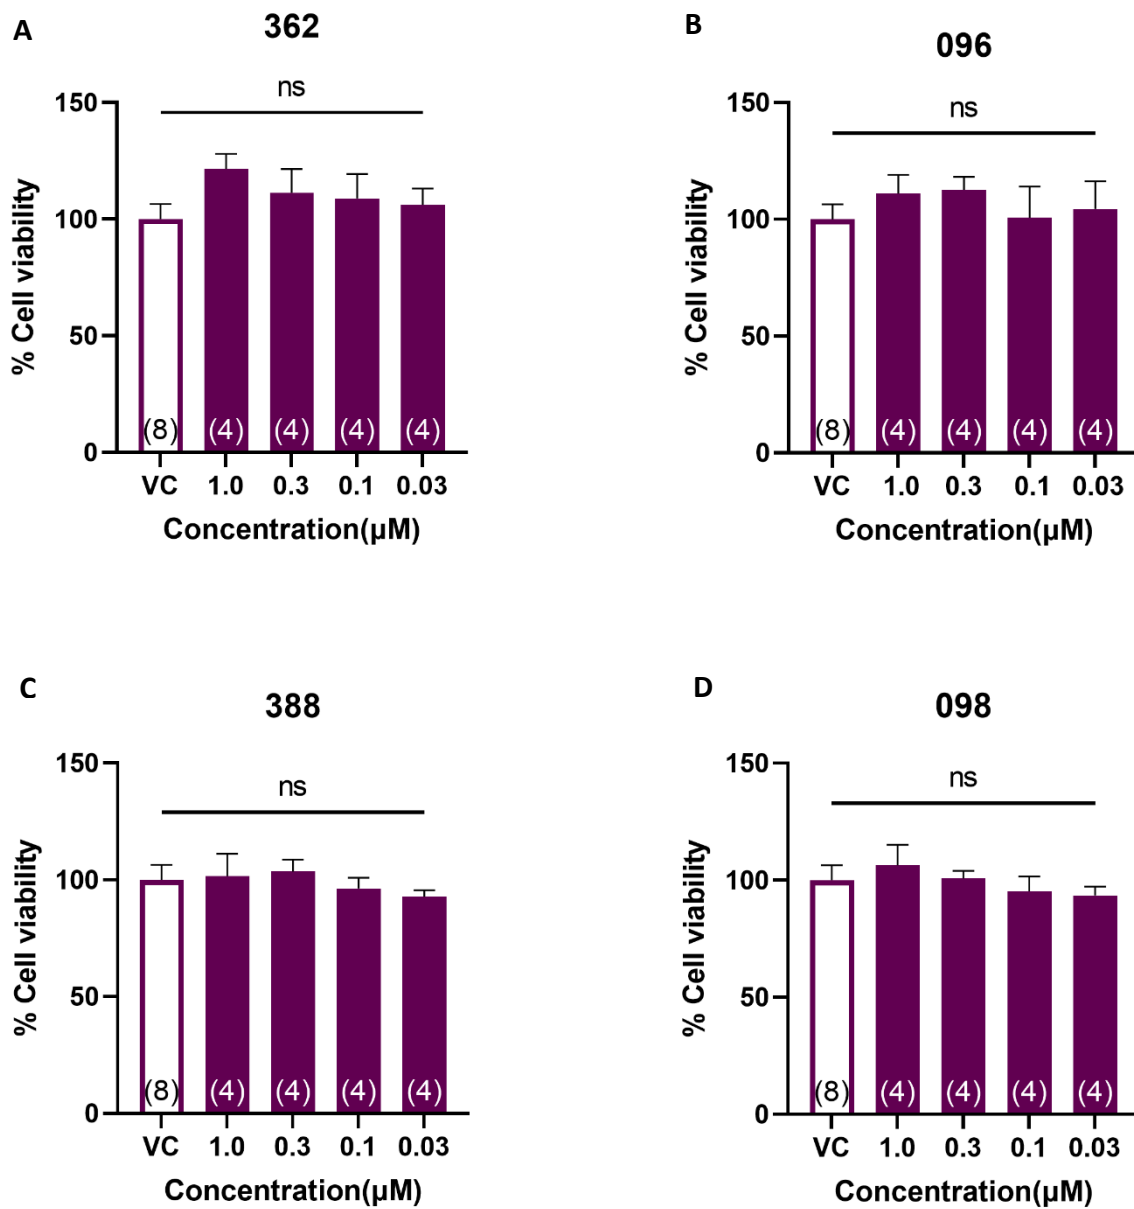 A
362
ns
150
100
50
0
% Cell viability
(8) (4) (4) (4) (4)
VC 1.0 0.3 0.1 0.03
Concentration(µM)
B
096
ns
150
100
50
0
% Cell viability
(8) (4) (4) (4) (4)
VC 1.0 0.3 0.1 0.03
Concentration(µM)
C
388
ns
150
100
50
0
% Cell viability
(8) (4) (4) (4) (4)
VC 1.0 0.3 0.1 0.03
Concentration(µM)
D
098
ns
150
100
50
0
% Cell viability
(8) (4) (4) (4) (4)
VC 1.0 0.3 0.1 0.03
Concentration(µM)